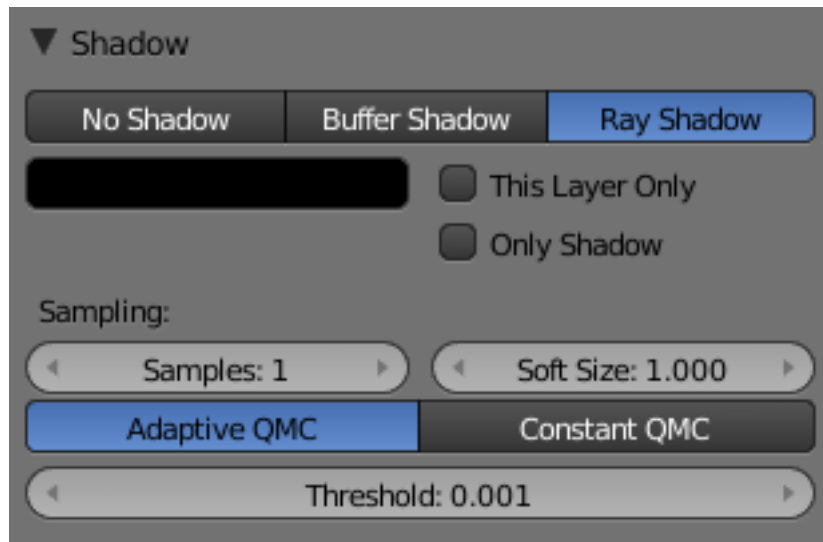 Shadow
No Shadow Buffer Shadow Ray Shadow
This Layer Only
Only Shadow
Sampling:
Samples: 1 Soft Size: 1.000
Adaptive QMC Constant QMC
Threshold: 0.001